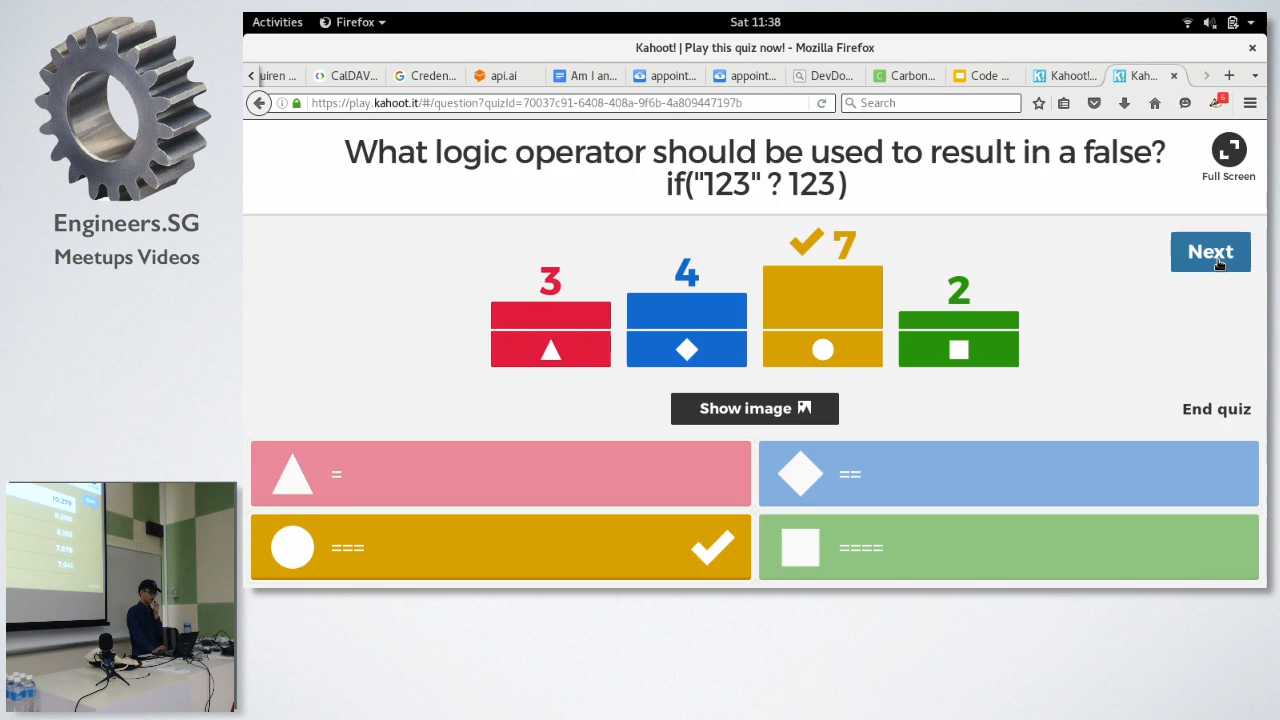 Activities
Firefox
Sat 11:38
Kahoot! | Play this quiz now! - Mozilla Firefox
uiren ...
CalDAV...
Creden...
api.ai
Am I an...
appoint...
appoint...
DevDo...
Carbon...
Code ...
Kahoot!...
Kah...
https://play.kahoot.it/#/question?quizId=70037c91-6408-408a-9f6b-4a809447197b
Search
6
What logic operator should be used to result in a false?
if("123" ? 123)
Full Screen
Next
3
4
7
2
Show image
End quiz
=
==
===
====
Engineers.SG
Meetups Videos